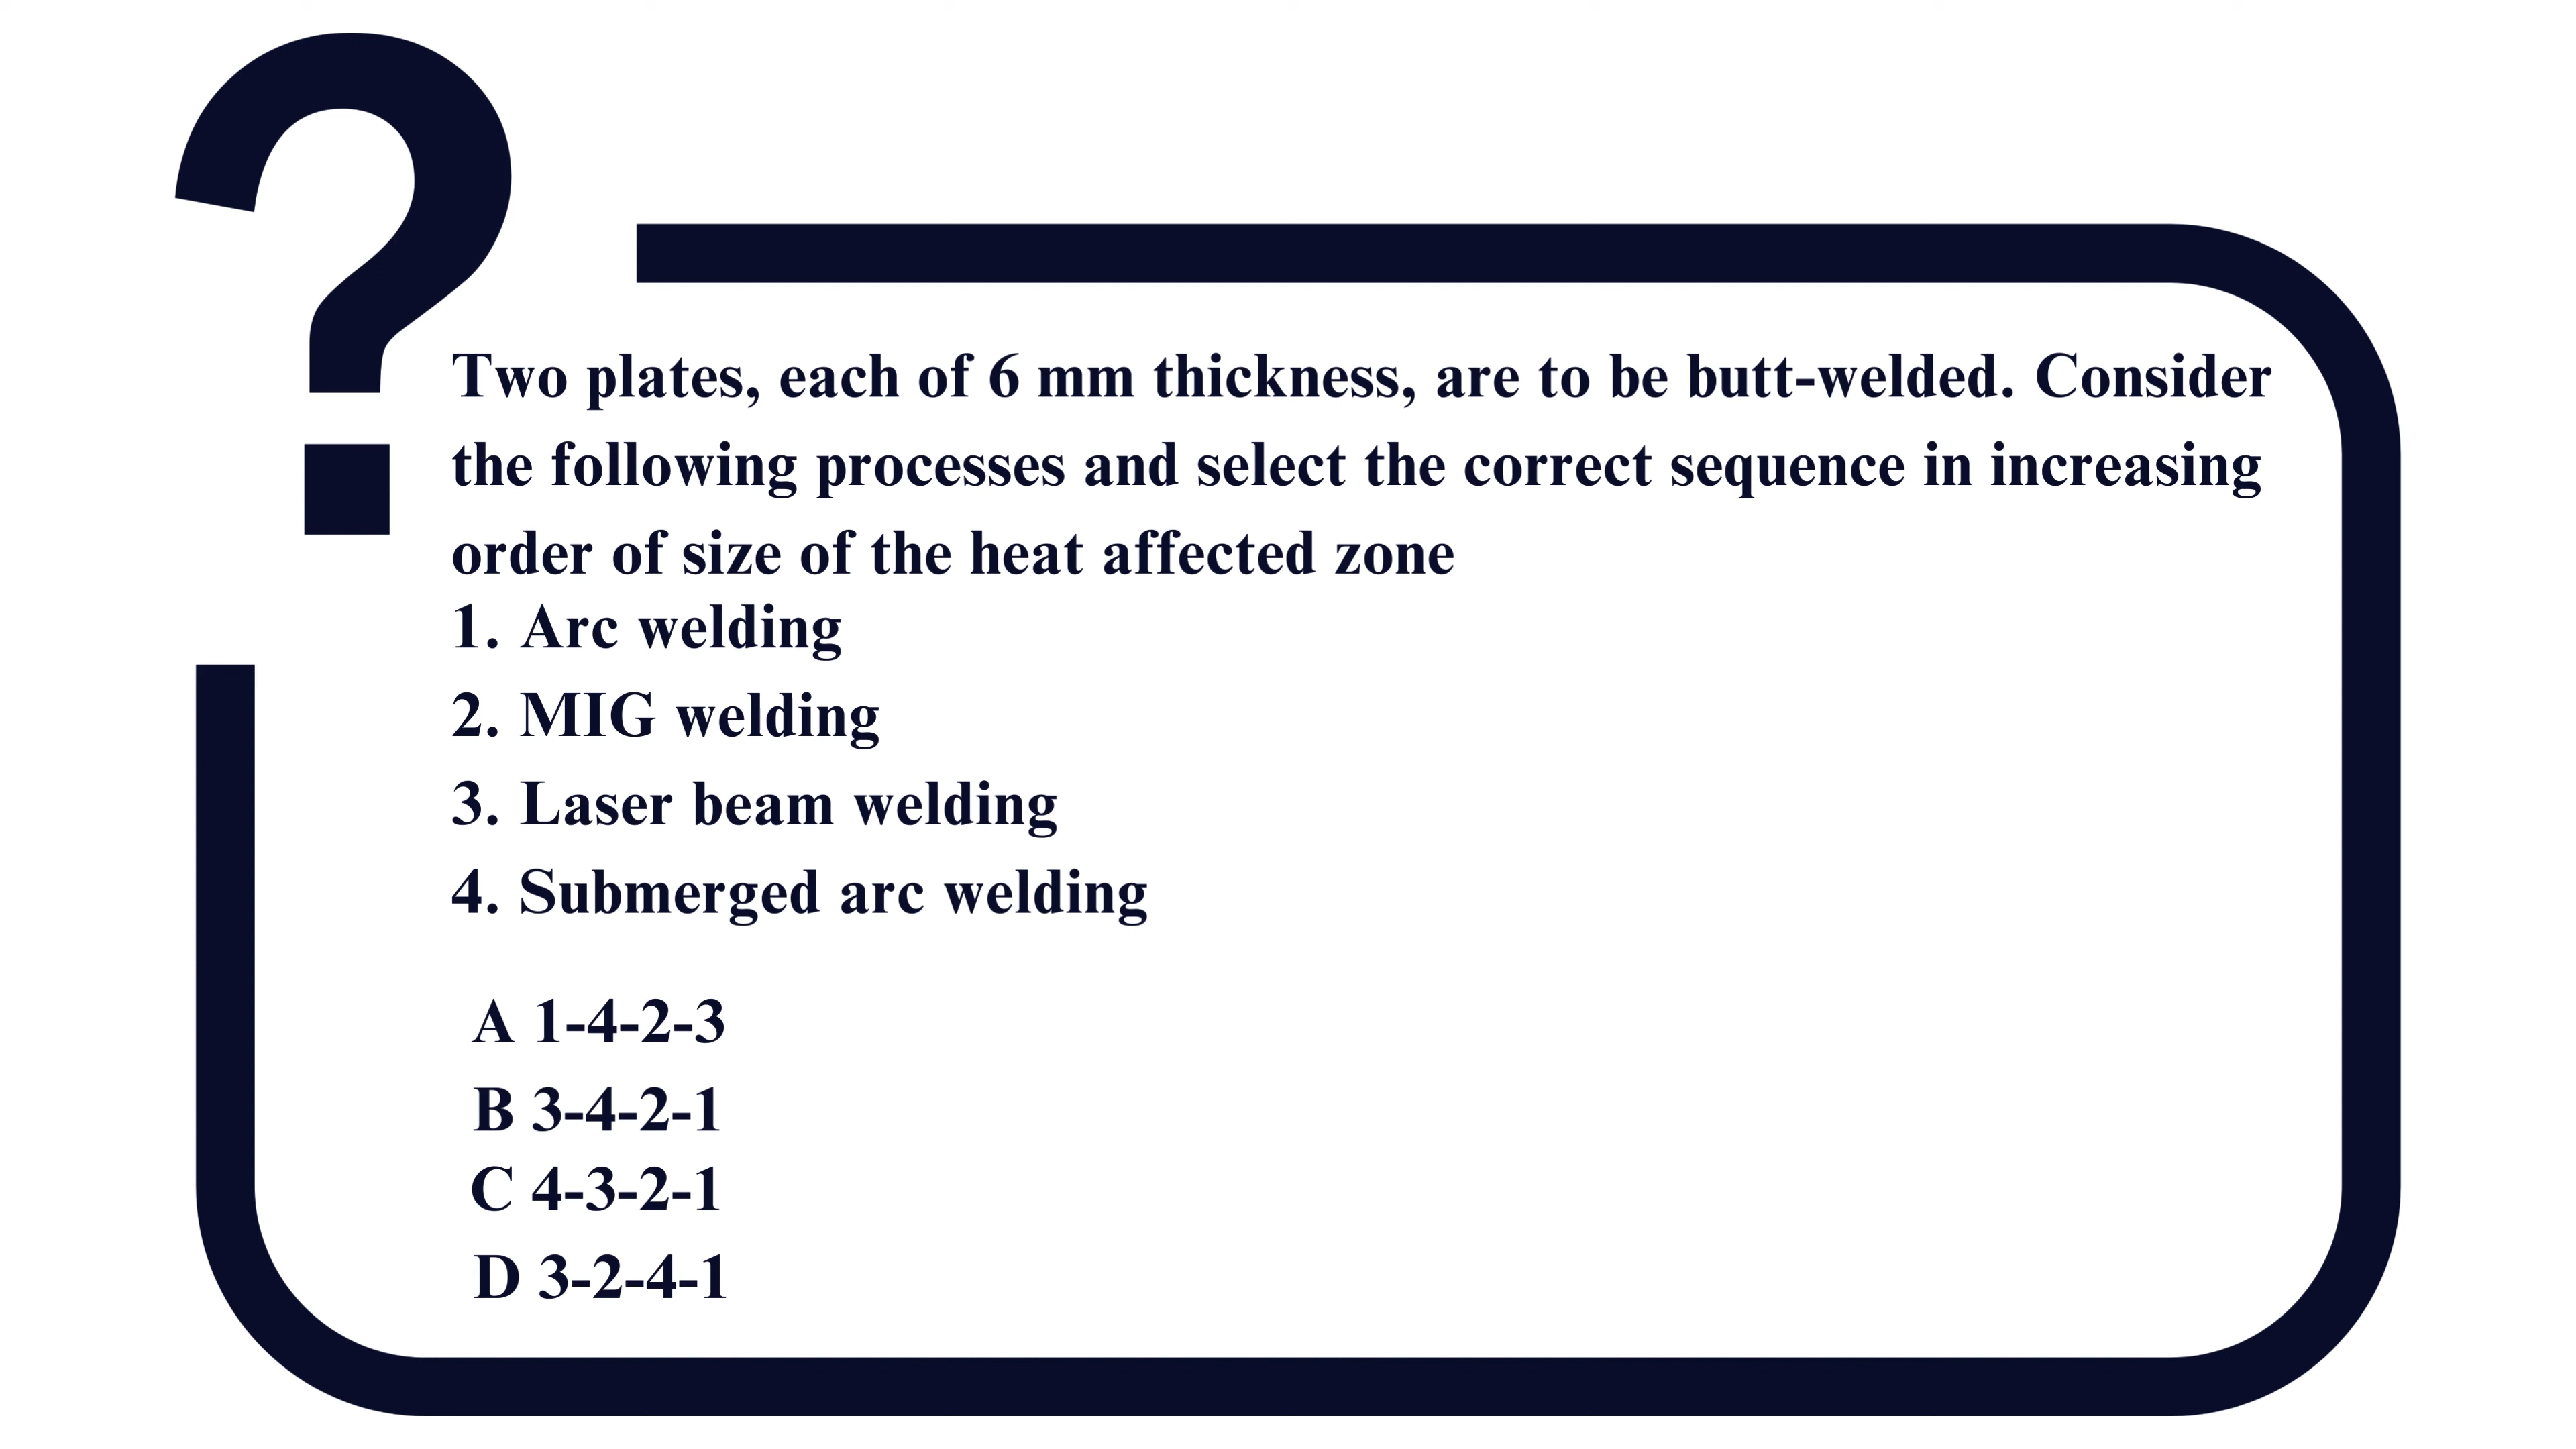 ?
Two plates, each of 6 mm thickness, are to be butt-welded. Consider
the following processes and select the correct sequence in increasing
order of size of the heat affected zone
1. Arc welding
2. MIG welding
3. Laser beam welding
4. Submerged arc welding
A 1-4-2-3
B 3-4-2-1
C 4-3-2-1
D 3-2-4-1